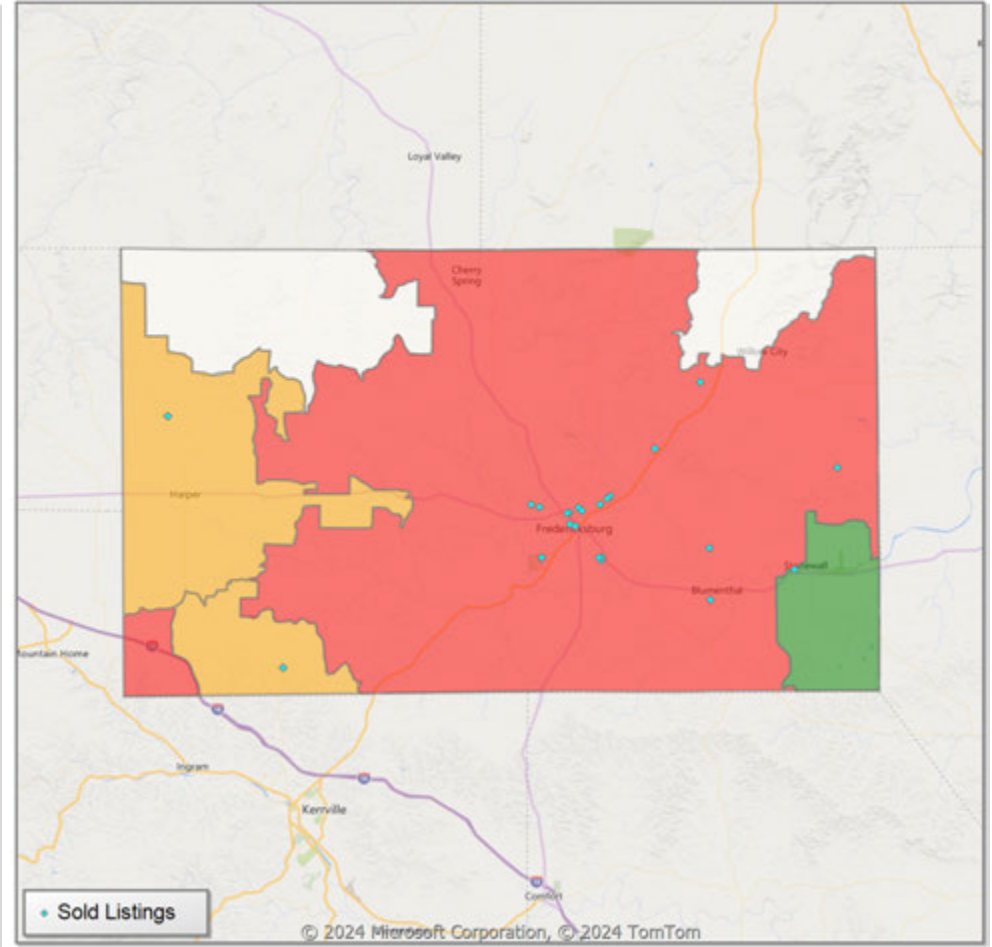 Loyal Valley
Cherry
Spring
Willow City
Harper
Fredericksburg
Stonewall
Blumenthal
ountain Home
Ingram
Kerrville
Comfort
Sold Listings
© 2024 Microsoft Corporation, © 2024 TomTom